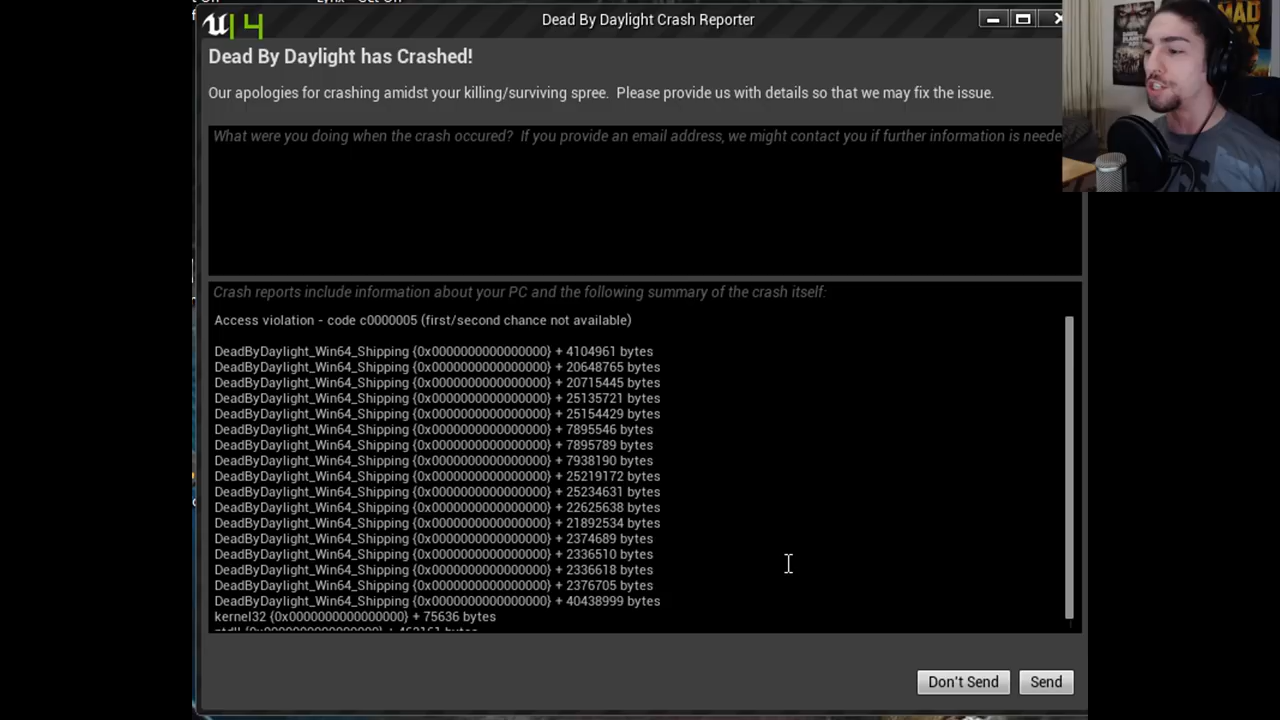 Lynx - Get On
14
Dead By Daylight Crash Reporter
Dead By Daylight has Crashed!
Our apologies for crashing amidst your killing/surviving spree. Please provide us with details so that we may fix the issue.
What were you doing when the crash occured? If you provide an email address, we might contact you if further information is neede
Crash reports include information about your PC and the following summary of the crash itself:
Access violation - code c0000005 (first/second chance not available)
DeadByDaylight_Win64_Shipping {0x0000000000000000} + 4104961 bytes
DeadByDaylight_Win64_Shipping {0x0000000000000000} + 20648765 bytes
DeadByDaylight_Win64_Shipping {0x0000000000000000} + 20715445 bytes
DeadByDaylight_Win64_Shipping {0x0000000000000000} + 25135721 bytes
DeadByDaylight_Win64_Shipping {0x0000000000000000} + 25154429 bytes
DeadByDaylight_Win64_Shipping {0x0000000000000000} + 7895546 bytes
DeadByDaylight_Win64_Shipping {0x0000000000000000} + 7895789 bytes
DeadByDaylight_Win64_Shipping {0x0000000000000000} + 7938190 bytes
DeadByDaylight_Win64_Shipping {0x0000000000000000} + 25219172 bytes
DeadByDaylight_Win64_Shipping {0x0000000000000000} + 25234631 bytes
DeadByDaylight_Win64_Shipping {0x0000000000000000} + 22625638 bytes
DeadByDaylight_Win64_Shipping {0x0000000000000000} + 21892534 bytes
DeadByDaylight_Win64_Shipping {0x0000000000000000} + 2374689 bytes
DeadByDaylight_Win64_Shipping {0x0000000000000000} + 2336510 bytes
DeadByDaylight_Win64_Shipping {0x0000000000000000} + 2336618 bytes
DeadByDaylight_Win64_Shipping {0x0000000000000000} + 2376705 bytes
DeadByDaylight_Win64_Shipping {0x0000000000000000} + 40438999 bytes
kernel32 {0x0000000000000000} + 75636 bytes
Don't Send
Send
MAD